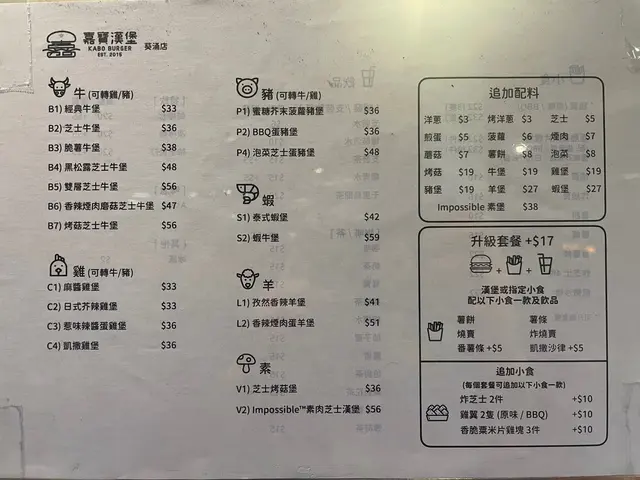 嘉寶漢堡
KABO BURGER
EST. 2015
葵涌店
牛 (可轉雞/豬)
B1) 經典牛堡 $33
B2) 芝士牛堡 $36
B3) 脆薯牛堡 $38
B4) 黑松露芝士牛堡 $48
B5) 雙層芝士牛堡 $56
B6) 香辣煙肉磨菇芝士牛堡 $47
B7) 烤菇芝士牛堡 $56
雞 (可轉牛/豬)
C1) 麻醬雞堡 $33
C2) 日式芥辣雞堡 $33
C3) 惹味辣醬蛋雞堡 $36
C4) 凱撒雞堡 $36
豬 (可轉牛/雞)
P1) 蜜糖芥末菠蘿豬堡 $36
P2) BBQ蛋豬堡 $36
P4) 泡菜芝士蛋豬堡 $48
蝦
S1) 泰式蝦堡 $42
S2) 蝦牛堡 $59
羊
L1) 孜然香辣羊堡 $41
L2) 香辣煙肉蛋羊堡 $51
素
V1) 芝士烤菇堡 $36
V2) Impossible™素肉芝士漢堡 $56
追加配料
洋蔥 $3 烤洋蔥 $3 芝士 $5
煎蛋 $5 菠蘿 $6 煙肉 $7
蘑菇 $7 薯餅 $8 泡菜 $8
烤菇 $19 牛堡 $19 雞堡 $19
豬堡 $19 羊堡 $27 蝦堡 $27
Impossible 素堡 $38
升級套餐 +$17
+ +
漢堡或指定小食
配以下小食一款及飲品
薯餅 薯條
燒賣 炸燒賣
番薯條 +$5 凱撒沙律 +$5
追加小食
(每個套餐可追加以下小食一款)
炸芝士 2件 +$10
雞翼 2隻 (原味 / BBQ) +$10
香脆粟米片雞塊 3件 +$10